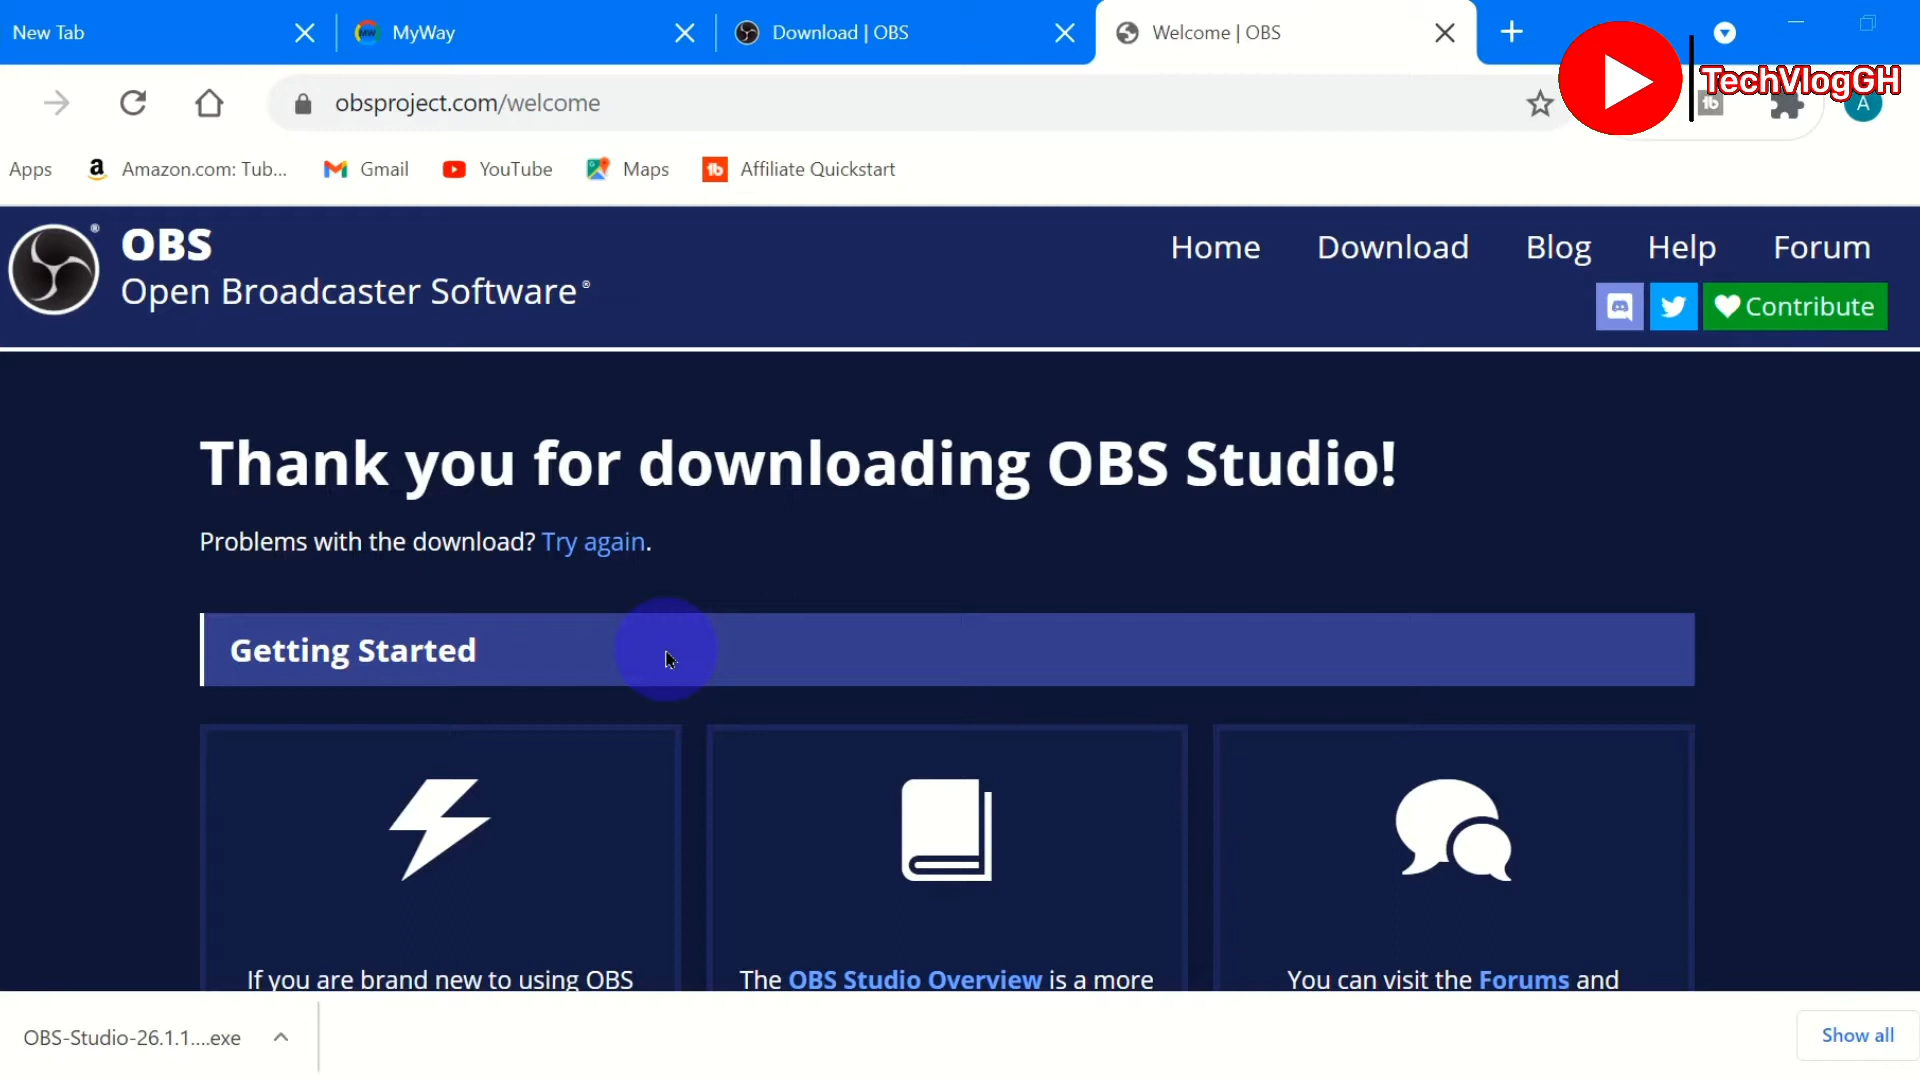 New Tab
MyWay
Download | OBS
Welcome | OBS
TechVlogGH
obsproject.com/welcome
A
Apps
Amazon.com: Tub...
Gmail
YouTube
Maps
Affiliate Quickstart
OBS
Open Broadcaster Software®
Home
Download
Blog
Help
Forum
Contribute
Thank you for downloading OBS Studio!
Problems with the download? Try again.
Getting Started
If you are brand new to using OBS
The OBS Studio Overview is a more
You can visit the Forums and
OBS-Studio-26.1.1....exe
Show all